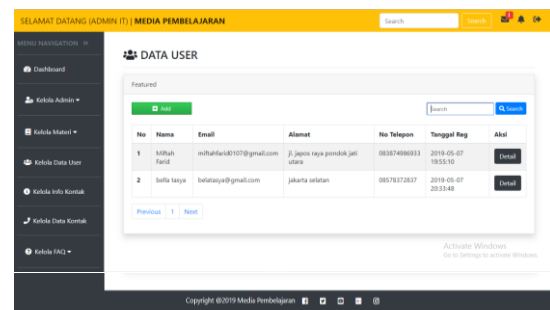 SELAMAT DATANG (ADMIN IT) | MEDIA PEMBELAJARAN Search Search 1
MENU NAVIGATION
Dashboard
Kelola Admin
Kelola Materi
Kelola Data User
Kelola Info Kontak
Kelola Data Kontak
Kelola FAQ
DATA USER
Featured
Add Search Search
No Nama Email Alamat No Telepon Tanggal Reg Aksi
1 Miftah Farid miftahfarid0107@gmail.com jl. japos raya pondok jati utara 083874986933 2019-05-07 19:55:10 Detail
2 bella tasya belatasya@gmail.com jakarta selatan 08578372837 2019-05-07 20:33:48 Detail
Previous 1 Next
Activate Windows
Go to Settings to activate Windows.
Copyright @2019 Media Pembelajaran